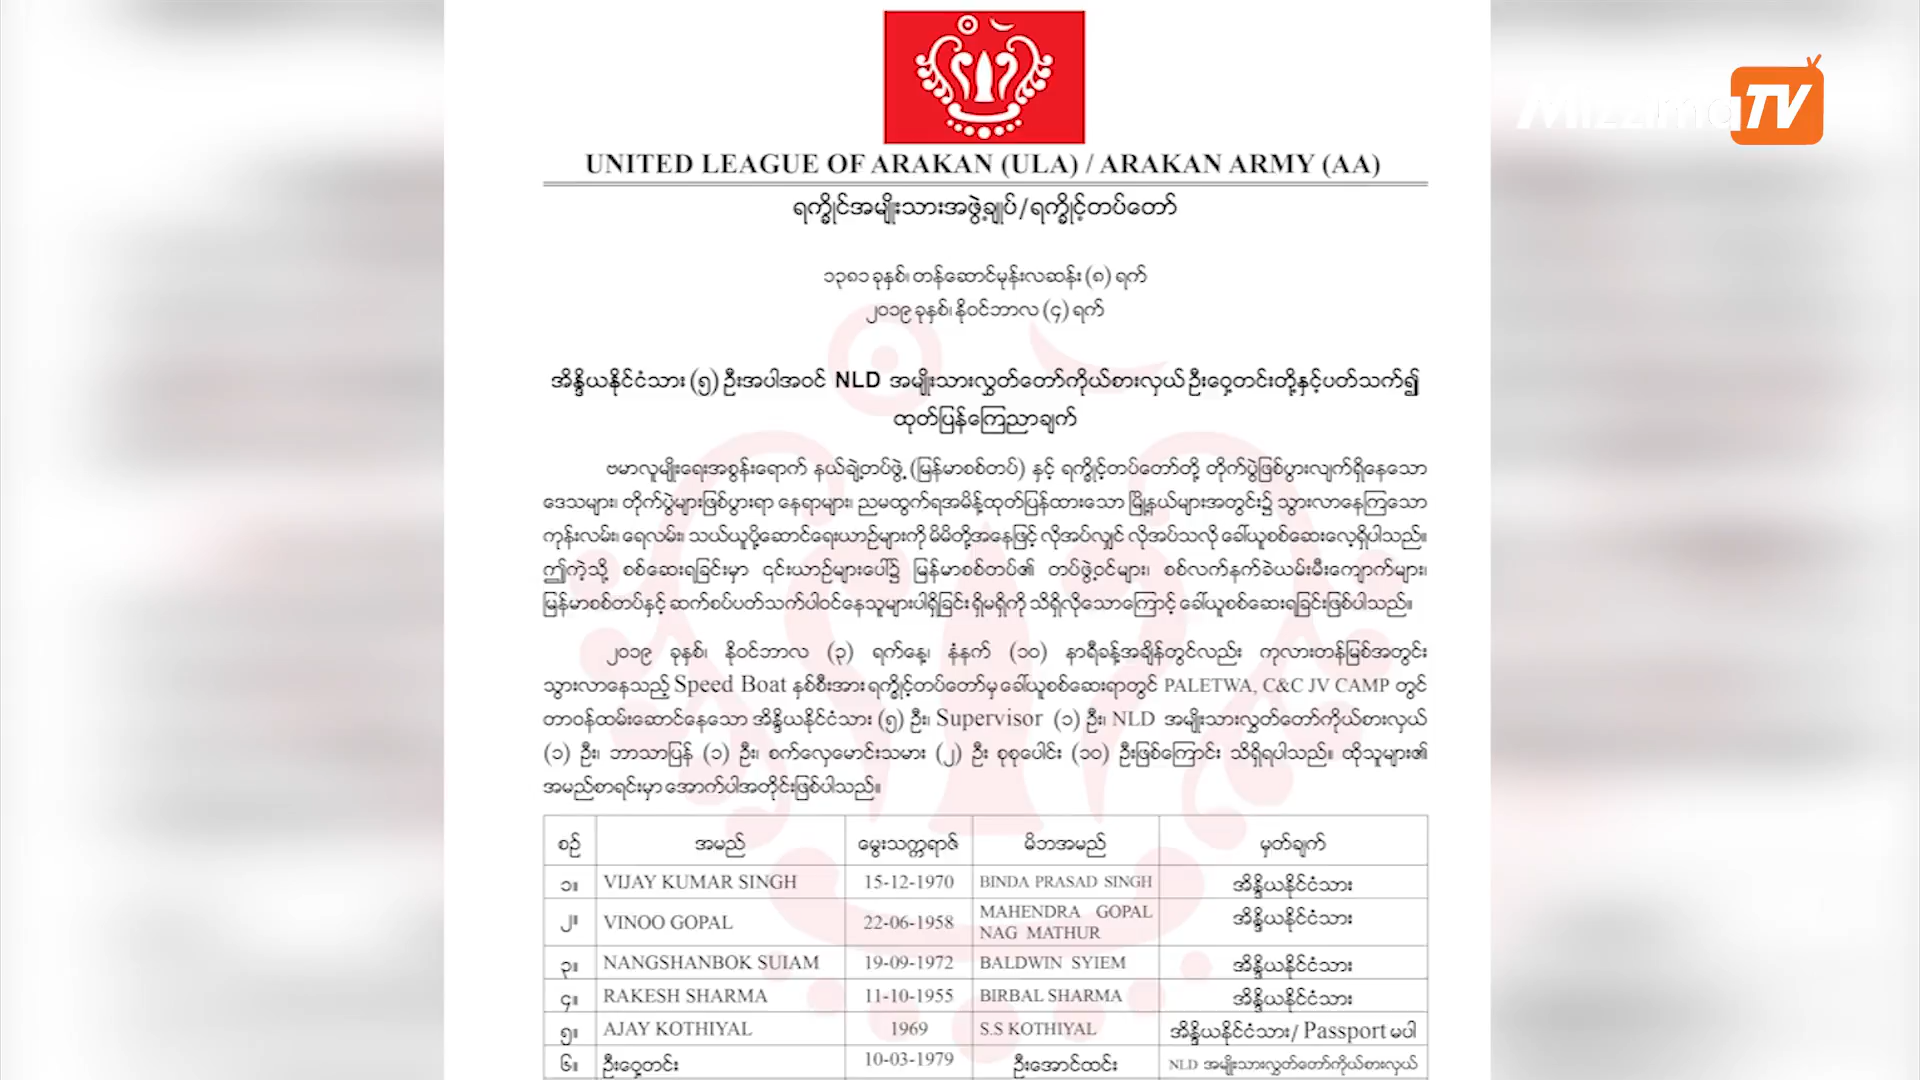 Mizzima TV
UNITED LEAGUE OF ARAKAN (ULA) / ARAKAN ARMY (AA)
ရက္ခိုင်အမျိုးသားအဖွဲ့ချုပ်/ရက္ခိုင့်တပ်တော်
၁၃၈၁ ခုနှစ်၊ တန်ဆောင်မုန်းလဆန်း (၈) ရက်
၂၀၁၉ ခုနှစ်၊ နိုဝင်ဘာလ (၄) ရက်
အိန္ဒိယနိုင်ငံသား (၅) ဦးအပါအဝင် NLD အမျိုးသားလွှတ်တော်ကိုယ်စားလှယ် ဦးဝှေ့တင်းတို့နှင့်ပတ်သက်၍
ထုတ်ပြန်ကြေညာချက်
ဗမာလူမျိုးရေးအစွန်းရောက် နယ်ချဲ့တပ်ဖွဲ့ (မြန်မာစစ်တပ်) နှင့် ရက္ခိုင့်တပ်တော်တို့ တိုက်ပွဲဖြစ်ပွားလျက်ရှိနေသော
ဒေသများ၊ တိုက်ပွဲများဖြစ်ပွားရာ နေရာများ၊ ညမထွက်ရအမိန့်ထုတ်ပြန်ထားသော မြို့နယ်များအတွင်း၌ သွားလာနေကြသော
ကုန်းလမ်း၊ ရေလမ်း၊ သယ်ယူပို့ဆောင်ရေးယာဉ်များကို မိမိတို့အနေဖြင့် လိုအပ်လျှင် လိုအပ်သလို ခေါ်ယူစစ်ဆေးလေ့ရှိပါသည်။
ဤကဲ့သို့ စစ်ဆေးရခြင်းမှာ ၎င်းယာဉ်များပေါ်၌ မြန်မာစစ်တပ်၏ တပ်ဖွဲ့ဝင်များ၊ စစ်လက်နက်ခဲယမ်းမီးကျောက်များ၊
မြန်မာစစ်တပ်နှင့် ဆက်စပ်ပတ်သက်ပါဝင်နေသူများပါရှိခြင်း ရှိမရှိကို သိရှိလိုသောကြောင့် ခေါ်ယူစစ်ဆေးရခြင်းဖြစ်ပါသည်။
၂၀၁၉ ခုနှစ်၊ နိုဝင်ဘာလ (၃) ရက်နေ့၊ နံနက် (၁၀) နာရီခန့်အချိန်တွင်လည်း ကုလားတန်မြစ်အတွင်း
သွားလာနေသည့် Speed Boat နှစ်စီးအား ရက္ခိုင့်တပ်တော်မှ ခေါ်ယူစစ်ဆေးရာတွင် PALETWA, C&C JV CAMP တွင်
တာဝန်ထမ်းဆောင်နေသော အိန္ဒိယနိုင်ငံသား (၅) ဦး၊ Supervisor (၁) ဦး၊ NLD အမျိုးသားလွှတ်တော်ကိုယ်စားလှယ်
(၁) ဦး၊ ဘာသာပြန် (၁) ဦး၊ စက်လှေမောင်းသမား (၂) ဦး စုစုပေါင်း (၁၀) ဦးဖြစ်ကြောင်း သိရှိရပါသည်။ ထိုသူများ၏
အမည်စာရင်းမှာ အောက်ပါအတိုင်းဖြစ်ပါသည်။
စဉ် အမည် မွေးသက္ကရာဇ် မိဘအမည် မှတ်ချက်
၁။ VIJAY KUMAR SINGH 15-12-1970 BINDA PRASAD SINGH အိန္ဒိယနိုင်ငံသား
၂။ VINOO GOPAL 22-06-1958 MAHENDRA GOPAL NAG MATHUR အိန္ဒိယနိုင်ငံသား
၃။ NANGSHANBOK SUIAM 19-09-1972 BALDWIN SYIEM အိန္ဒိယနိုင်ငံသား
၄။ RAKESH SHARMA 11-10-1955 BIRBAL SHARMA အိန္ဒိယနိုင်ငံသား
၅။ AJAY KOTHIYAL 1969 S.S KOTHIYAL အိန္ဒိယနိုင်ငံသား/ Passport မပါ
၆။ ဦးဝှေ့တင်း 10-03-1979 ဦးအောင်ထင်း NLD အမျိုးသားလွှတ်တော်ကိုယ်စားလှယ်